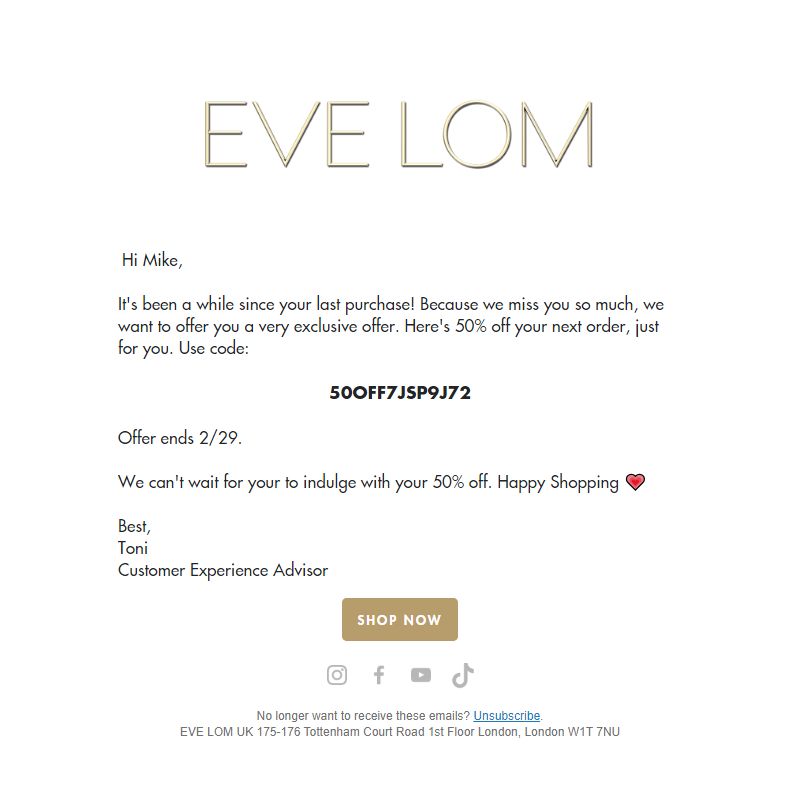 EVE LOM
Hi Mike,
It's been a while since your last purchase! Because we miss you so much, we
want to offer you a very exclusive offer. Here's 50% off your next order, just
for you. Use code:
50OFF7JSP9J72
Offer ends 2/29.
We can't wait for your to indulge with your 50% off. Happy Shopping 💗
Best,
Toni
Customer Experience Advisor
SHOP NOW
No longer want to receive these emails? Unsubscribe.
EVE LOM UK 175-176 Tottenham Court Road 1st Floor London, London W1T 7NU